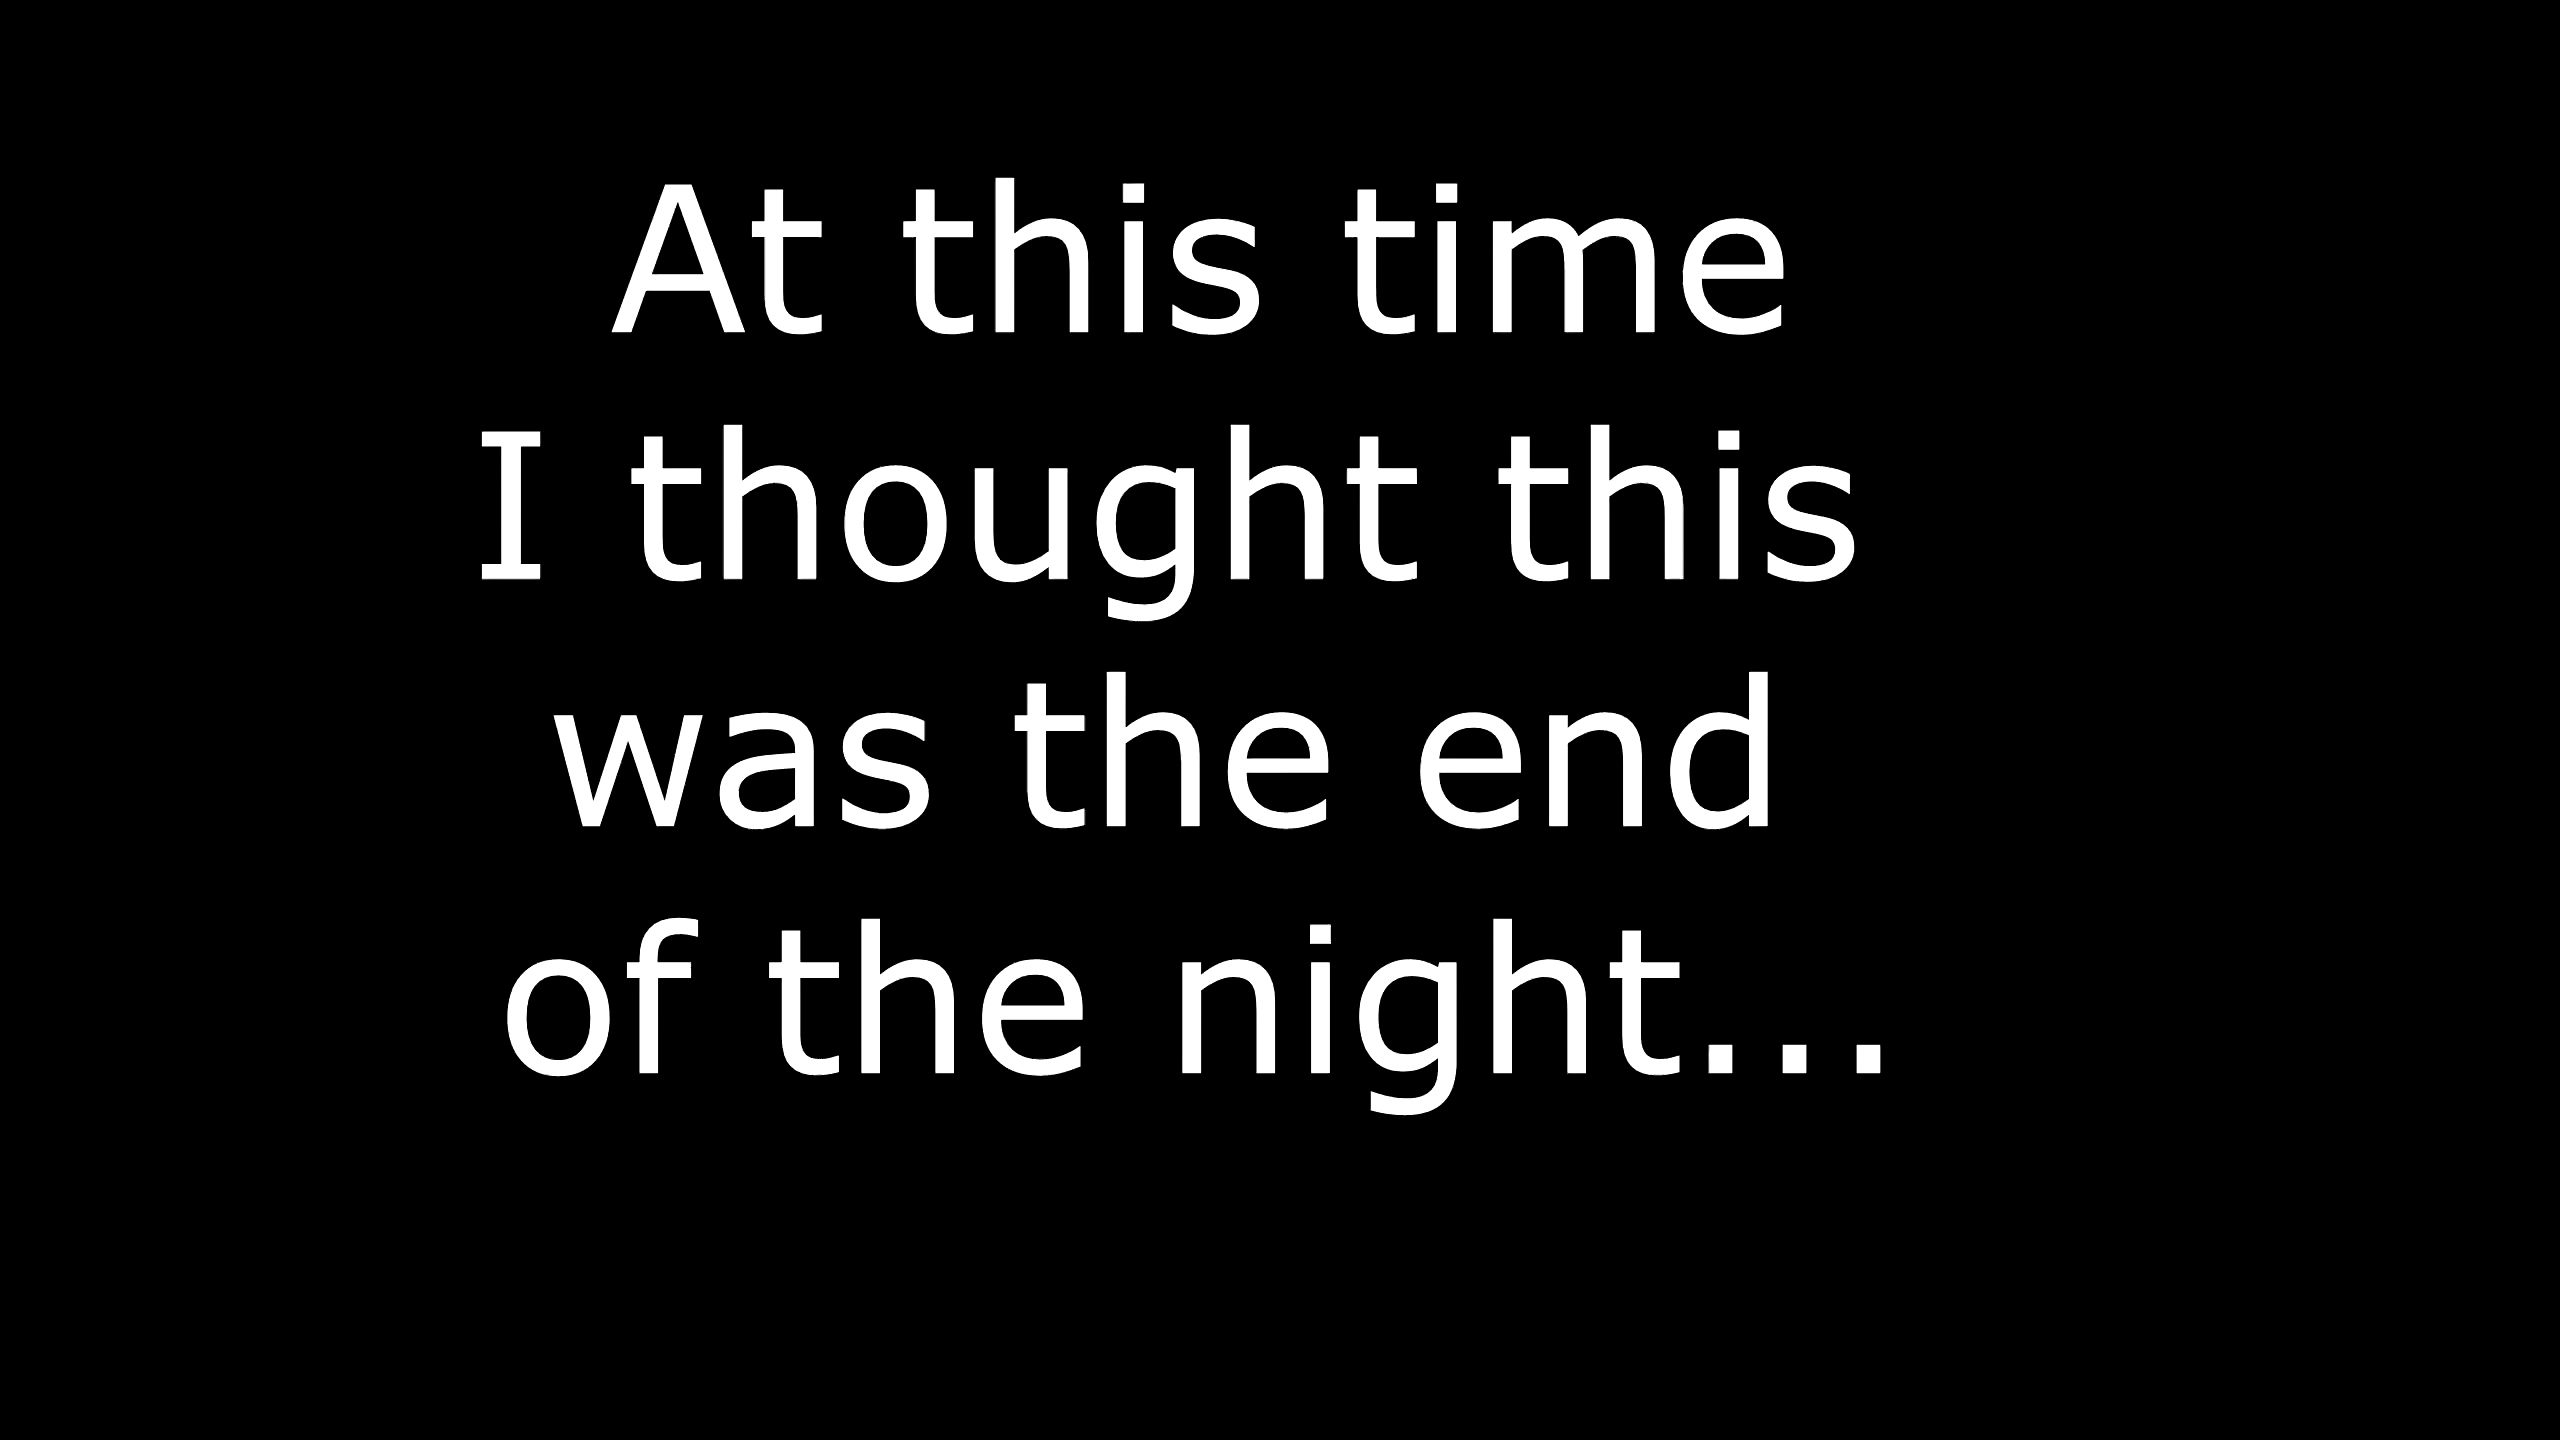 At this time
I thought this
was the end
of the night...